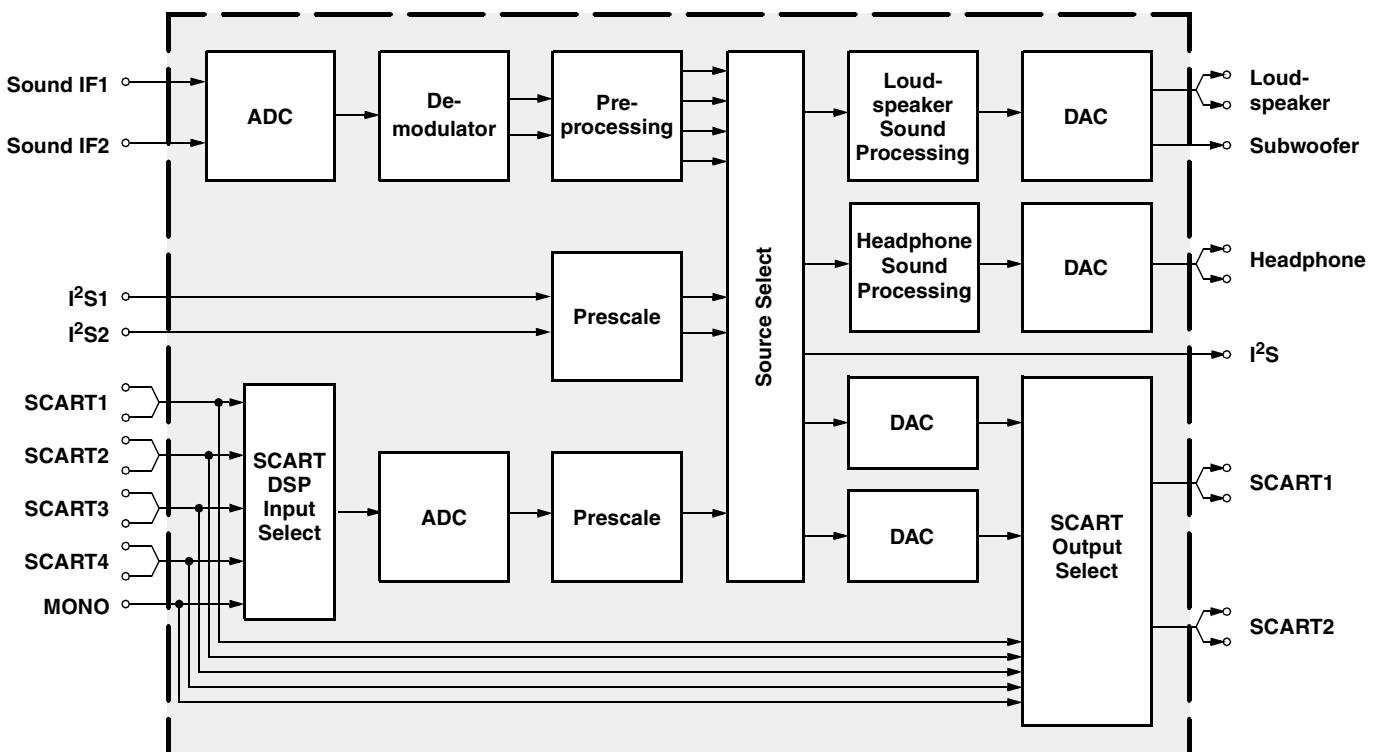 Sound IF1
Sound IF2
ADC
De-
modulator
Pre-
processing
Source Select
Loud-
speaker
Sound
Processing
DAC
Loud-
speaker
Subwoofer
Headphone
Sound
Processing
DAC
Headphone
I²S1
I²S2
Prescale
I²S
SCART1
SCART2
SCART3
SCART4
MONO
SCART
DSP
Input
Select
ADC
Prescale
DAC
DAC
SCART
Output
Select
SCART1
SCART2